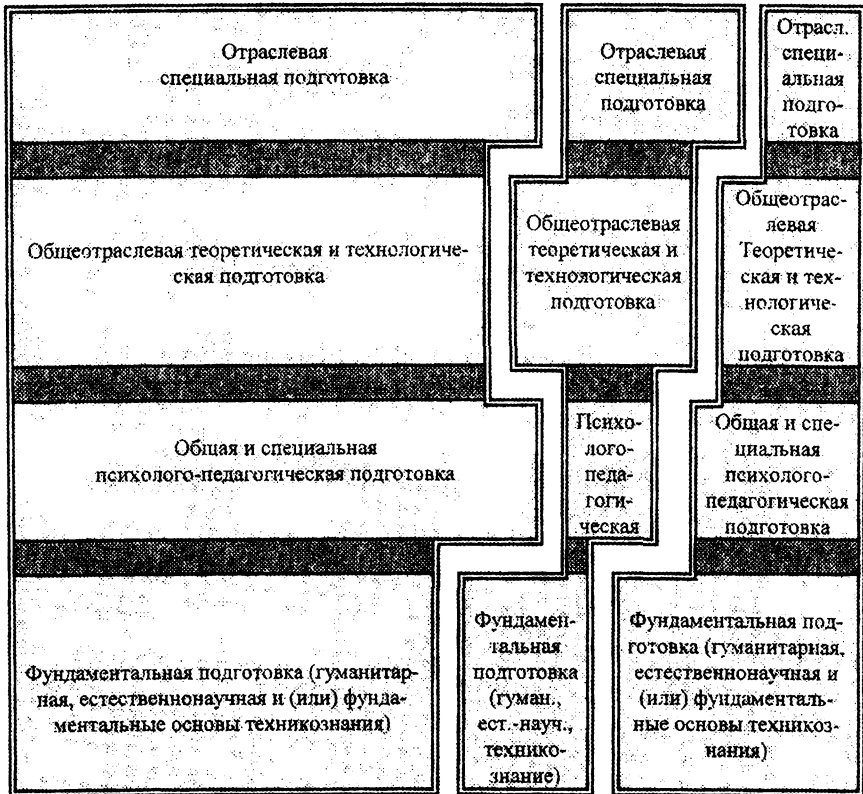 Отраслевая
специальная подготовка
Отраслевая
специальная
подготовка
Отрасл.
специ-
альная
подго-
товка
Общеотраслевая теоретическая и технологиче-
ская подготовка
Общеотраслевая
теоретическая и
технологическая
подготовка
Общеотрас-
левая
Теоретиче-
ская и тех-
нологиче-
ская
подготовка
Общая и специальная
психолого-педагогическая подготовка
Психо-
лого-
педа-
гоги-
ческая
Общая и спе-
циальная
психолого-
педагогическая
подготовка
Фундаментальная подготовка (гуманитар-
ная, естественнонаучная и (или) фунда-
ментальные основы техникознания)
Фундамен-
тальная
подготовка
(гуман.,
ест.-науч.,
технико-
знание)
Фундаментальная под-
готовка (гуманитарная,
естественнонаучная и
(или) фундаменталь-
ные основы техникоз-
нания)